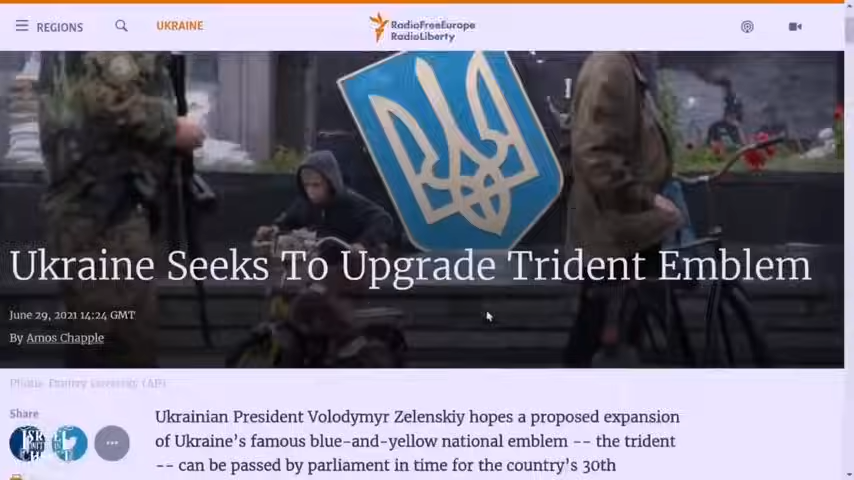 REGIONS
UKRAINE
RadioFreeEurope
RadioLiberty
Ukraine Seeks To Upgrade Trident Emblem
June 29, 2021 14:24 GMT
By Amos Chapple
Share
Ukrainian President Volodymyr Zelenskiy hopes a proposed expansion
of Ukraine's famous blue-and-yellow national emblem -- the trident
-- can be passed by parliament in time for the country's 30th